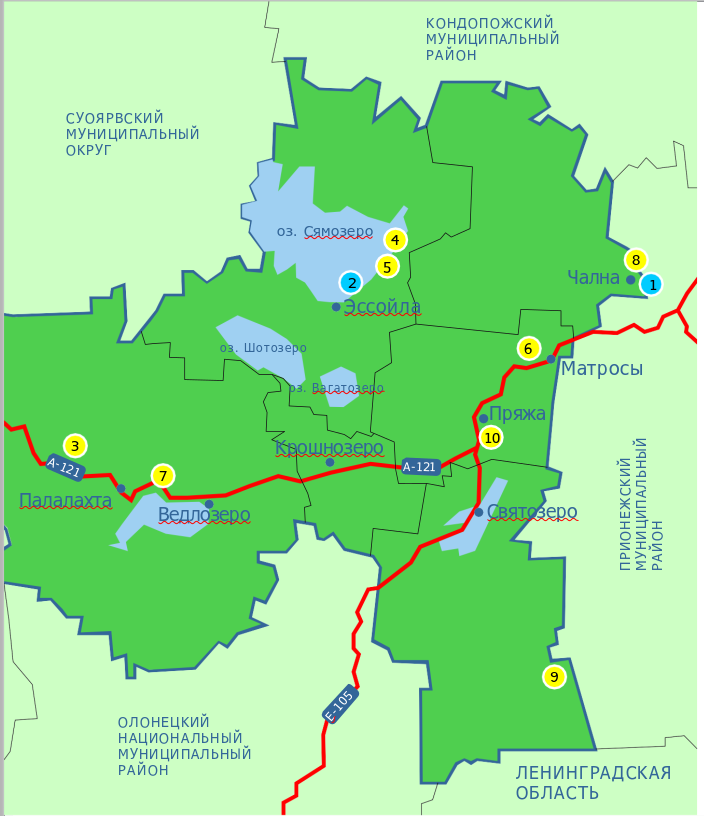 КОНДОПОЖСКИЙ
МУНИЦИПАЛЬНЫЙ
РАЙОН
СУОЯРВСКИЙ
МУНИЦИПАЛЬНЫЙ
ОКРУГ
оз. Сямозеро
4
5
8
2
1
Чална
Эссойла
оз. Шотозеро
6
Матросы
оз. Вагатозеро
Пряжа
10
3
Крошнозеро
А-121
А-121
7
Палалахта
Ведлозеро
Святозеро
ПРИОНЕЖСКИЙ
МУНИЦИПАЛЬНЫЙ
РАЙОН
9
Е-105
ОЛОНЕЦКИЙ
НАЦИОНАЛЬНЫЙ
МУНИЦИПАЛЬНЫЙ
РАЙОН
ЛЕНИНГРАДСКАЯ
ОБЛАСТЬ